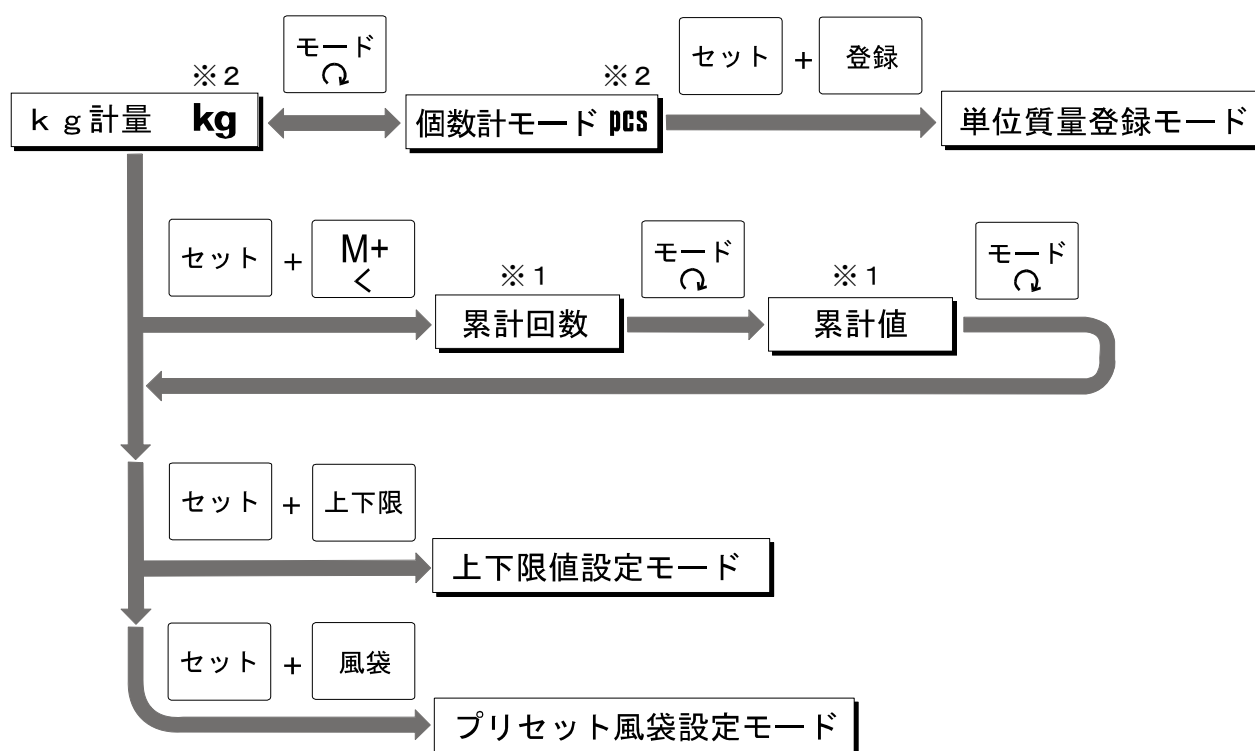 モード
※2 ※2
セット + 登録
kg計量 kg
個数計モード pcs
単位質量登録モード
セット + M+
<
モード
モード
※1 ※1
累計回数
累計値
セット + 上下限
上下限値設定モード
セット + 風袋
プリセット風袋設定モード